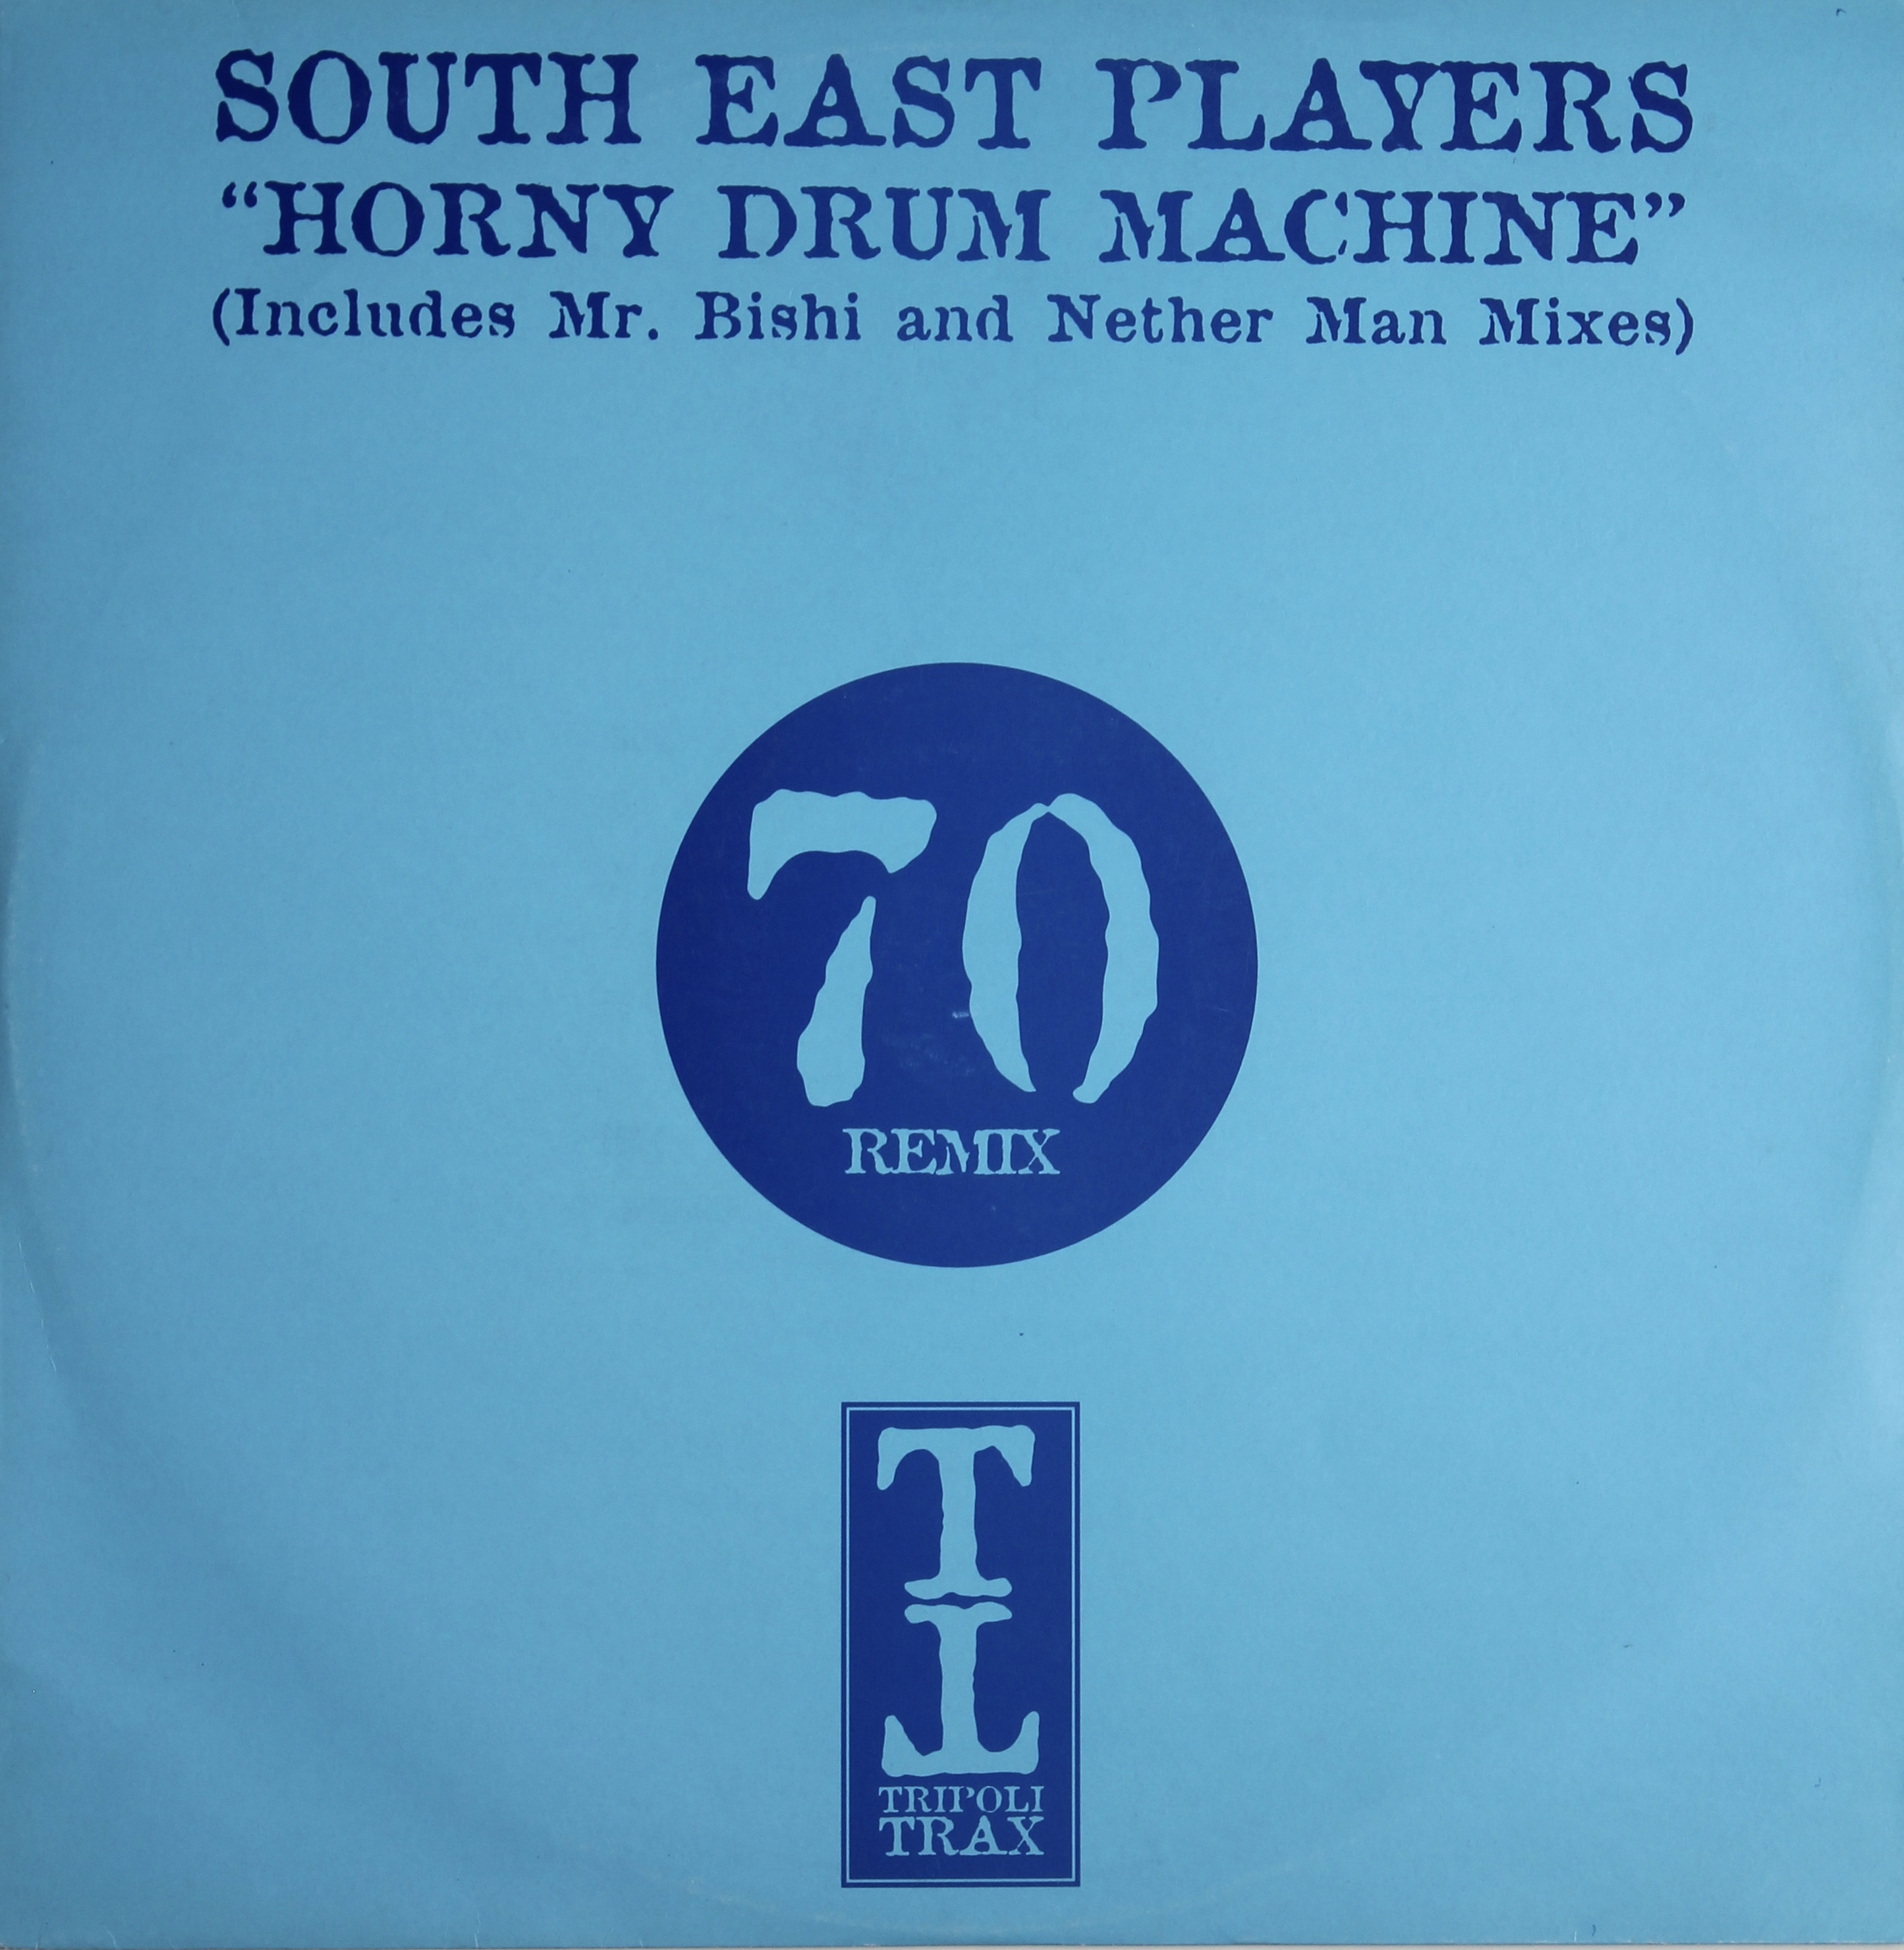 SOUTH EAST PLAYERS
“HORNY DRUM MACHINE”
(Includes Mr. Bishi and Nether Man Mixes)
70
REMIX
T
T
TRIPOLI
TRAX